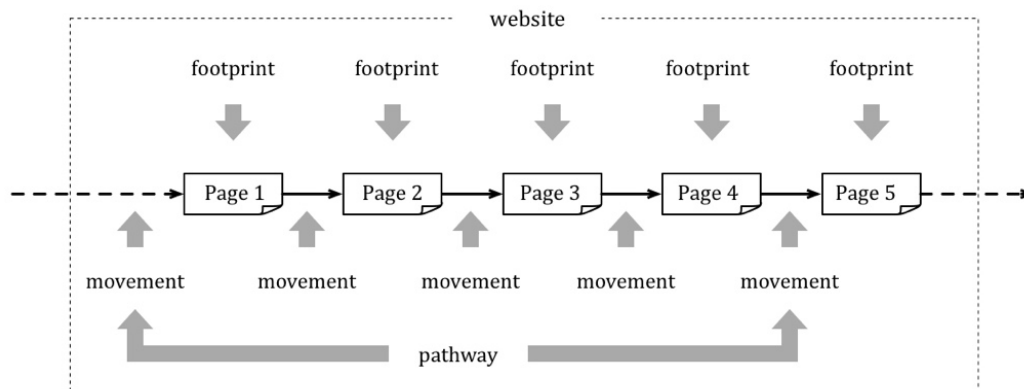 website
footprint footprint footprint footprint footprint
Page 1 Page 2 Page 3 Page 4 Page 5
movement movement movement movement movement
pathway